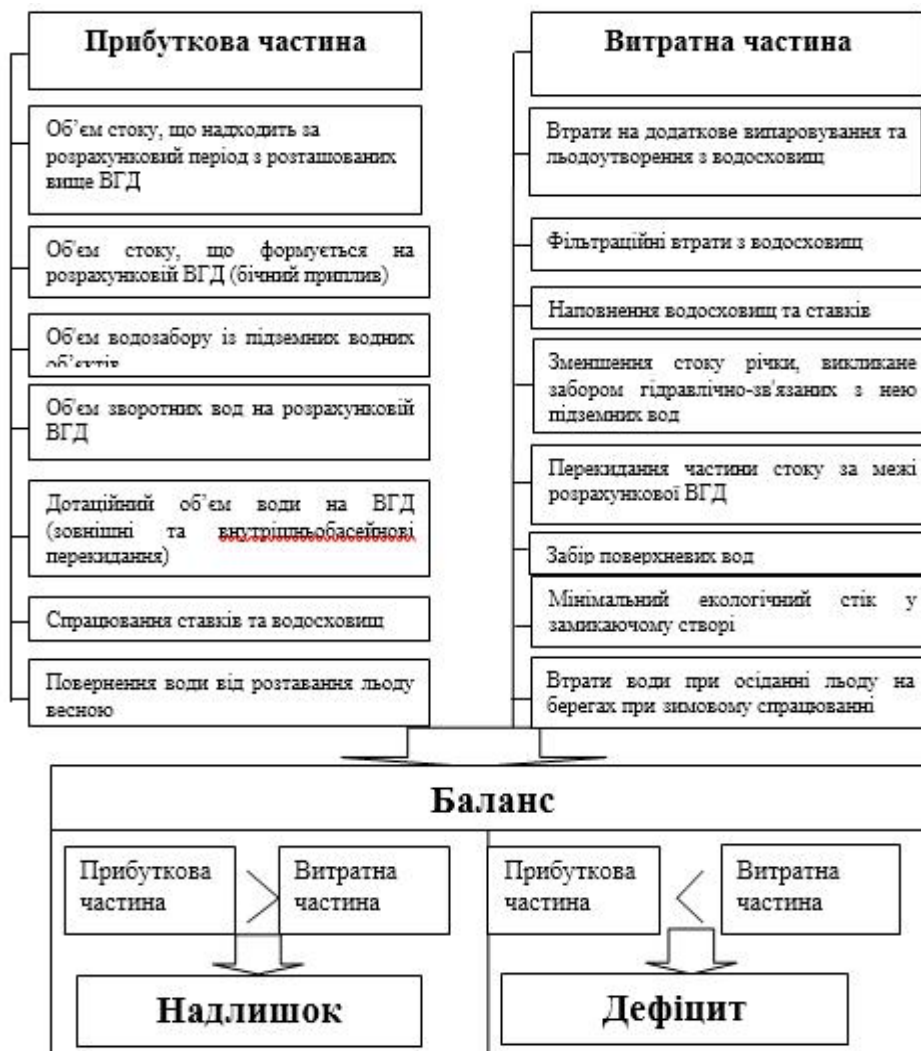 Прибуткова частина
Об’єм стоку, що надходить за
розрахунковий період з розташованих
вище ВГД
Об'єм стоку, що формується на
розрахунковій ВГД (бічний приплив)
Об'єм водозабору із підземних водних
об’єктів
Об'єм зворотних вод на розрахунковій
ВГД
Дотаційний об’єм води на ВГД
(зовнішні та внутрішньобасейнові
перекидання)
Спрацювання ставків та водосховищ
Повернення води від розтавання льоду
весною
Витратна частина
Втрати на додаткове випаровування та
льодоутворення з водосховищ
Фільтраційні втрати з водосховищ
Наповнення водосховищ та ставків
Зменшення стоку річки, викликане
забором гідравлічно-зв'язаних з нею
підземних вод
Перекидання частини стоку за межі
розрахункової ВГД
Забір поверхневих вод
Мінімальний екологічний стік у
замикаючому створі
Втрати води при осіданні льоду на
берегах при зимовому спрацюванні
Баланс
Прибуткова
частина
>
Витратна
частина
Надлишок
Прибуткова
частина
<
Витратна
частина
Дефіцит